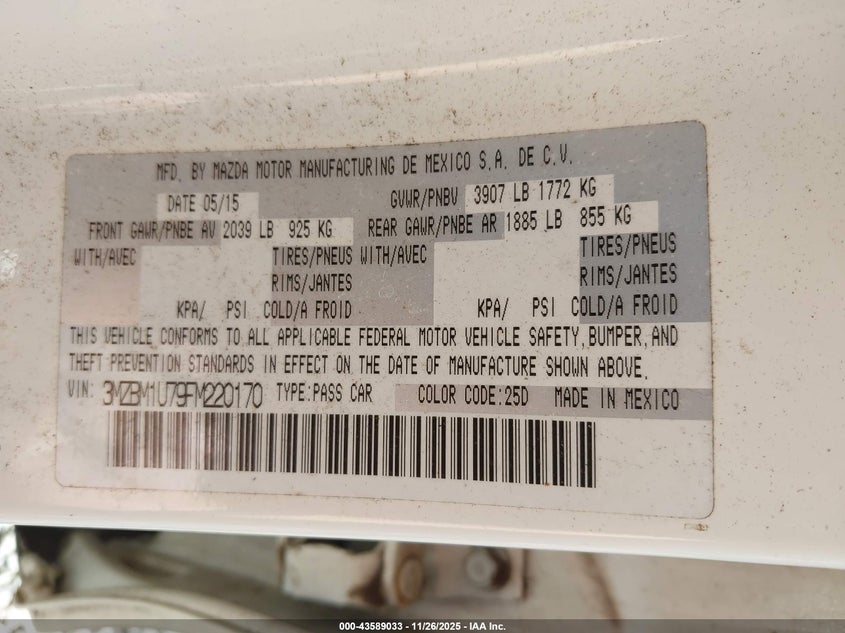 MFD. BY MAZDA MOTOR MANUFACTURING DE MEXICO S.A. DE C.V.
DATE 05/15 GVWR/PNBV 3907 LB 1772 KG
FRONT GAWR/PNBE AV 2039 LB 925 KG REAR GAWR/PNBE AR 1885 LB 855 KG
WITH/AVEC TIRES/PNEUS WITH/AVEC TIRES/PNEUS
RIMS/JANTES RIMS/JANTES
KPA/ PSI COLD/A FROID KPA/ PSI COLD/A FROID
THIS VEHICLE CONFORMS TO ALL APPLICABLE FEDERAL MOTOR VEHICLE SAFETY, BUMPER, AND
THEFT PREVENTION STANDARDS IN EFFECT ON THE DATE OF MANUFACTURE SHOWN ABOVE.
VIN: 3MZBM1U79FM220170 TYPE:PASS CAR COLOR CODE:25D MADE IN MEXICO
000-43589033 - 11/26/2025 - IAA Inc.